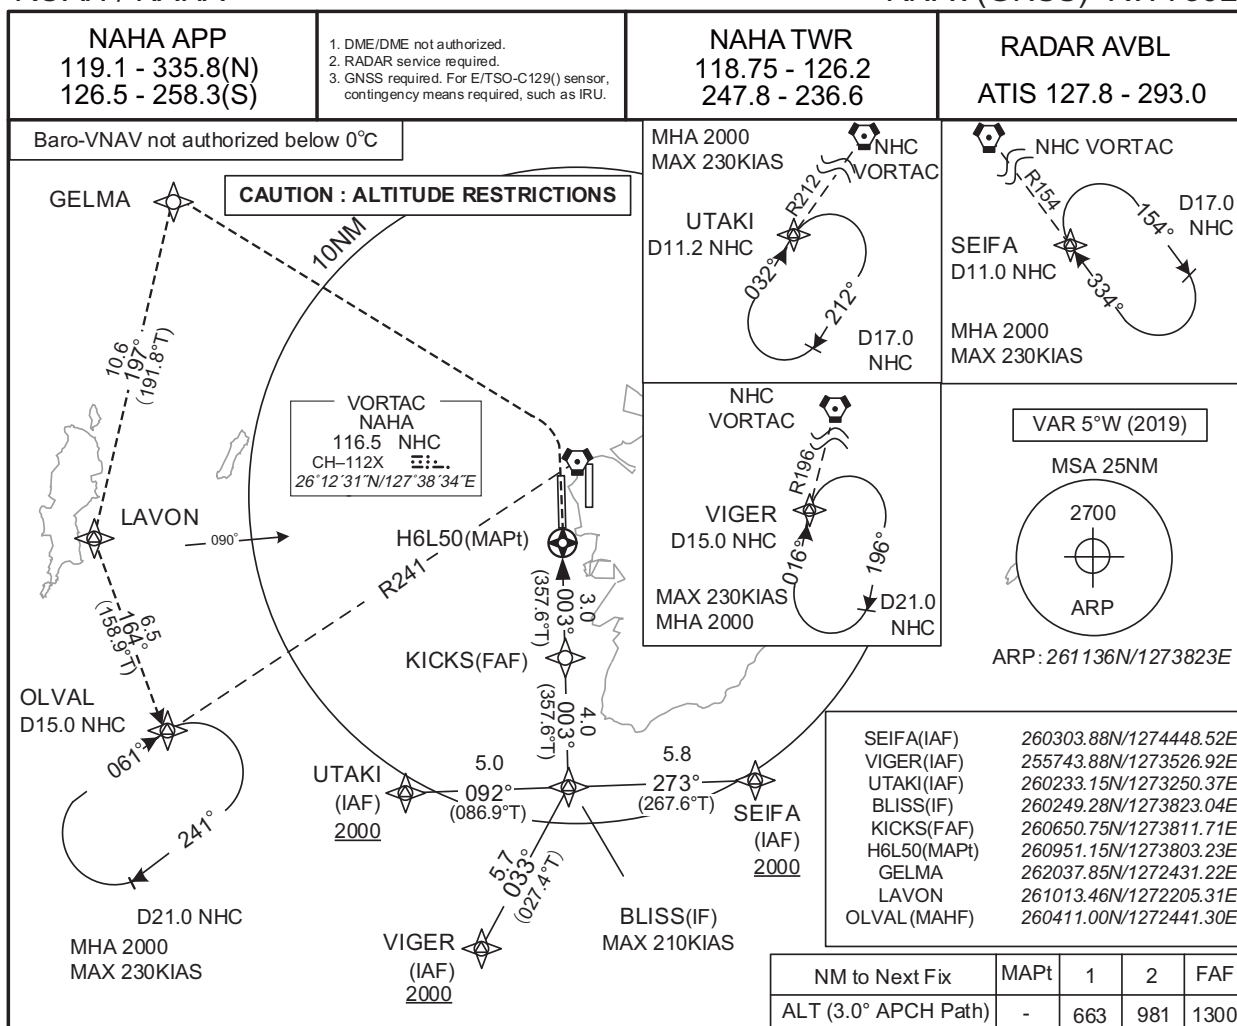 NAHA APP
119.1 - 335.8(N)
126.5 - 258.3(S)
1. DME/DME not authorized.
2. RADAR service required.
3. GNSS required. For E/TSO-C129() sensor,
contingency means required, such as IRU.
NAHA TWR
118.75 - 126.2
247.8 - 236.6
RADAR AVBL
ATIS 127.8 - 293.0
Baro-VNAV not authorized below 0°C
CAUTION : ALTITUDE RESTRICTIONS
GELMA
10NM
10.6
197°
(191.8°T)
VORTAC
NAHA
116.5 NHC
CH–112X
26°12´31˝N/127°38´34˝E
LAVON
090°
H6L50(MAPt)
R241
6.5
164°
(158.9°T)
3.0
003°
(357.6°T)
KICKS(FAF)
4.0
003°
(357.6°T)
OLVAL
D15.0 NHC
061°
241°
D21.0 NHC
MHA 2000
MAX 230KIAS
UTAKI
(IAF)
2000
5.0
092°
(086.9°T)
5.8
273°
(267.6°T)
SEIFA
(IAF)
2000
5.7
033°
(027.4°T)
VIGER
(IAF)
2000
BLISS(IF)
MAX 210KIAS
MHA 2000
MAX 230KIAS
NHC
VORTAC
R212
UTAKI
D11.2 NHC
032°
212°
D17.0
NHC
NHC VORTAC
R154
154°
D17.0
NHC
SEIFA
D11.0 NHC
334°
MHA 2000
MAX 230KIAS
NHC
VORTAC
R196
VIGER
D15.0 NHC
016°
196°
MAX 230KIAS
MHA 2000
D21.0
NHC
VAR 5°W (2019)
MSA 25NM
2700
ARP
ARP: 261136N/1273823E
SEIFA(IAF) 260303.88N/1274448.52E
VIGER(IAF) 255743.88N/1273526.92E
UTAKI(IAF) 260233.15N/1273250.37E
BLISS(IF) 260249.28N/1273823.04E
KICKS(FAF) 260650.75N/1273811.71E
H6L50(MAPt) 260951.15N/1273803.23E
GELMA 262037.85N/1272431.22E
LAVON 261013.46N/1272205.31E
OLVAL(MAHF) 260411.00N/1272441.30E
NM to Next Fix MAPt 1 2 FAF
ALT (3.0° APCH Path) - 663 981 1300